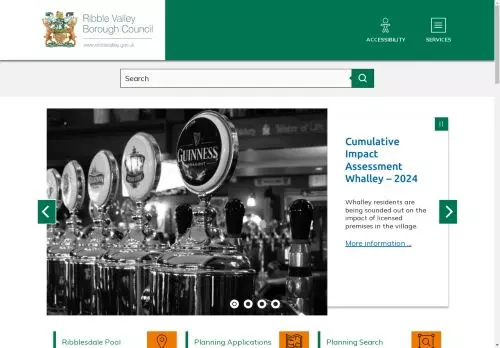 Ribble Valley
Borough Council
www.ribblevalley.gov.uk
ACCESSIBILITY
SERVICES
Search
GUINNESS
DRAUGHT
Cumulative
Impact
Assessment
Whalley – 2024
Whalley residents are
being sounded out on the
impact of licensed
premises in the village.
More information ...
Ribblesdale Pool
Planning Applications
Planning Search